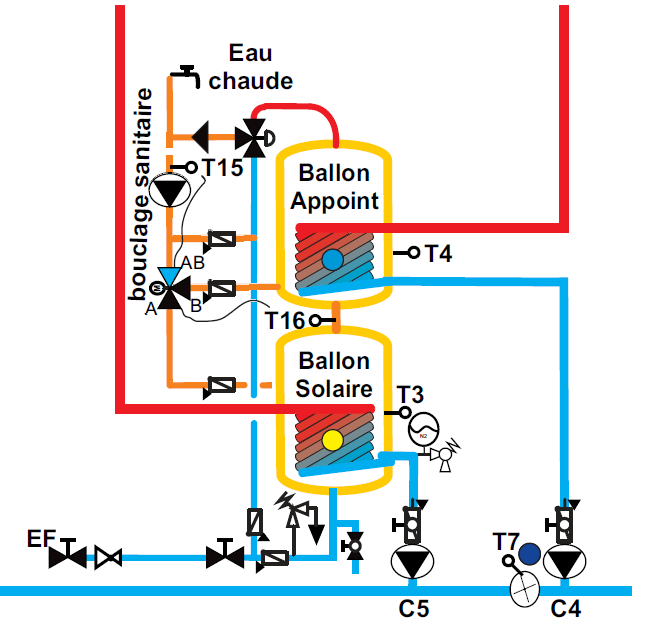 Eau
chaude
bouclage sanitaire
T15
Ballon
Appoint
T4
AB
M
B
A
T16
Ballon
Solaire
T3
N2
EF
T7
C5
C4